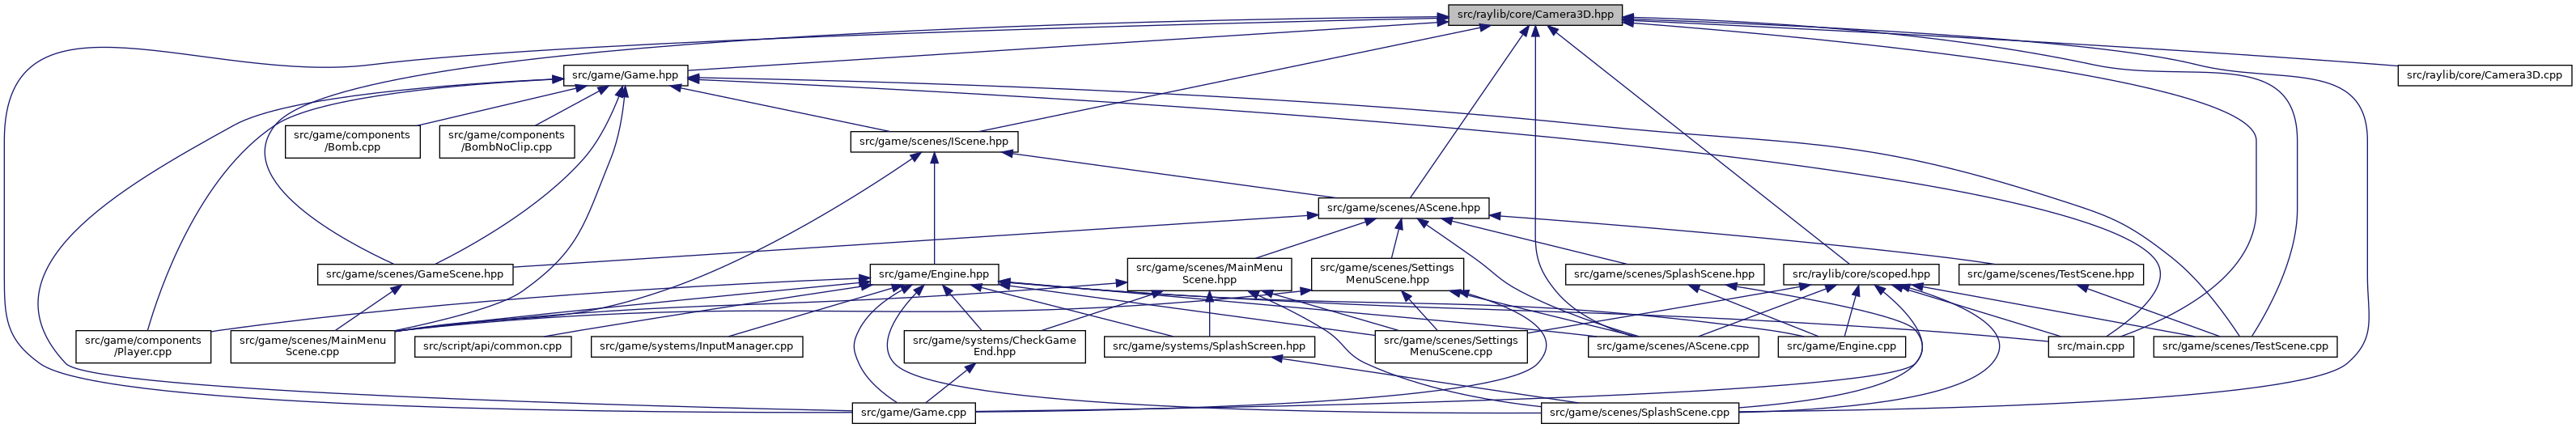 src/raylib/core/Camera3D.hpp
src/game/Game.hpp
src/raylib/core/Camera3D.cpp
src/game/components
/Bomb.cpp
src/game/components
/BombNoClip.cpp
src/game/scenes/IScene.hpp
src/game/scenes/AScene.hpp
src/game/scenes/GameScene.hpp
src/game/Engine.hpp
src/game/scenes/MainMenu
Scene.hpp
src/game/scenes/Settings
MenuScene.hpp
src/game/scenes/SplashScene.hpp
src/raylib/core/scoped.hpp
src/game/scenes/TestScene.hpp
src/game/components
/Player.cpp
src/game/scenes/MainMenu
Scene.cpp
src/script/api/common.cpp
src/game/systems/InputManager.cpp
src/game/systems/CheckGame
End.hpp
src/game/systems/SplashScreen.hpp
src/game/scenes/Settings
MenuScene.cpp
src/game/scenes/AScene.cpp
src/game/Engine.cpp
src/main.cpp
src/game/scenes/TestScene.cpp
src/game/Game.cpp
src/game/scenes/SplashScene.cpp